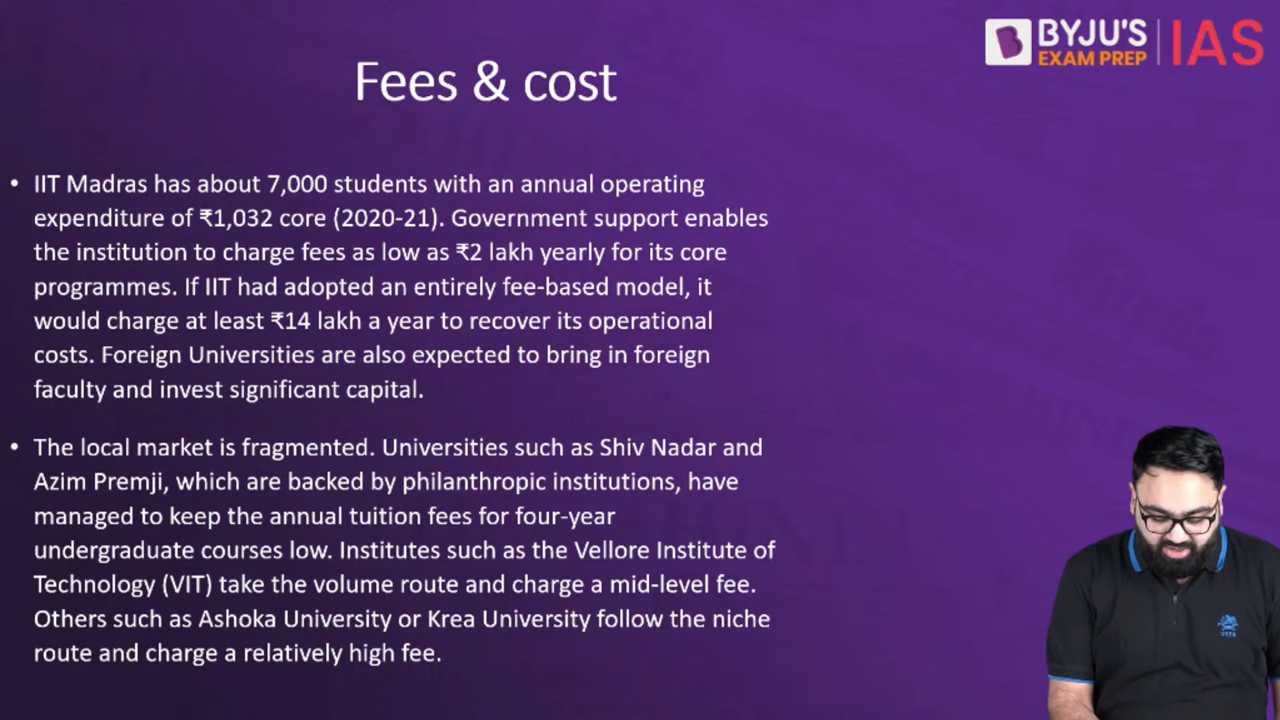 BYJU'S
EXAM PREP
IAS
Fees & cost
• IIT Madras has about 7,000 students with an annual operating
expenditure of ₹1,032 core (2020-21). Government support enables
the institution to charge fees as low as ₹2 lakh yearly for its core
programmes. If IIT had adopted an entirely fee-based model, it
would charge at least ₹14 lakh a year to recover its operational
costs. Foreign Universities are also expected to bring in foreign
faculty and invest significant capital.
• The local market is fragmented. Universities such as Shiv Nadar and
Azim Premji, which are backed by philanthropic institutions, have
managed to keep the annual tuition fees for four-year
undergraduate courses low. Institutes such as the Vellore Institute of
Technology (VIT) take the volume route and charge a mid-level fee.
Others such as Ashoka University or Krea University follow the niche
route and charge a relatively high fee.